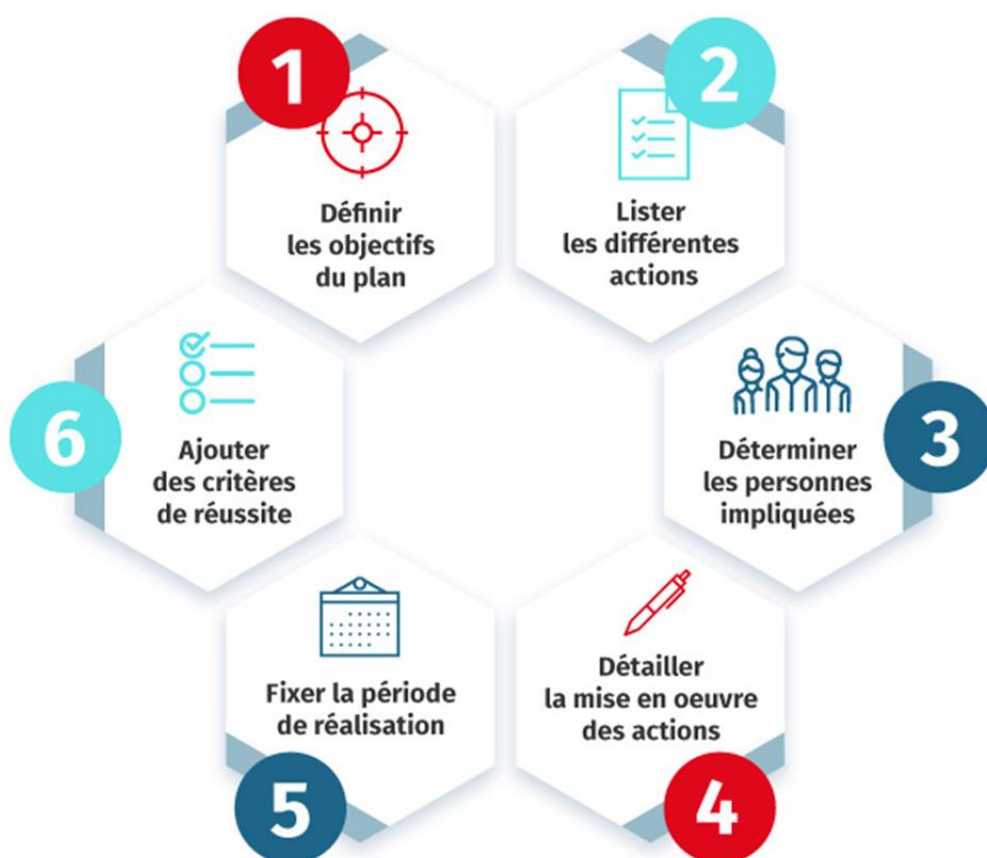 1
Définir
les objectifs
du plan
2
Lister
les différentes
actions
3
Déterminer
les personnes
impliquées
4
Détailler
la mise en oeuvre
des actions
5
Fixer la période
de réalisation
6
Ajouter
des critères
de réussite